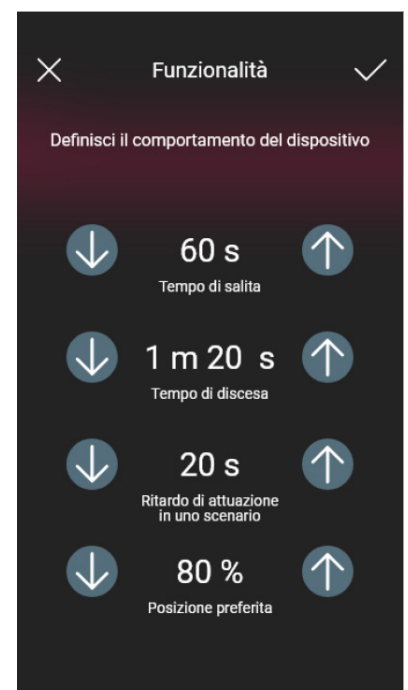 Funzionalità
Definisci il comportamento del dispositivo
60 s
Tempo di salita
1 m 20 s
Tempo di discesa
20 s
Ritardo di attuazione
in uno scenario
80 %
Posizione preferita